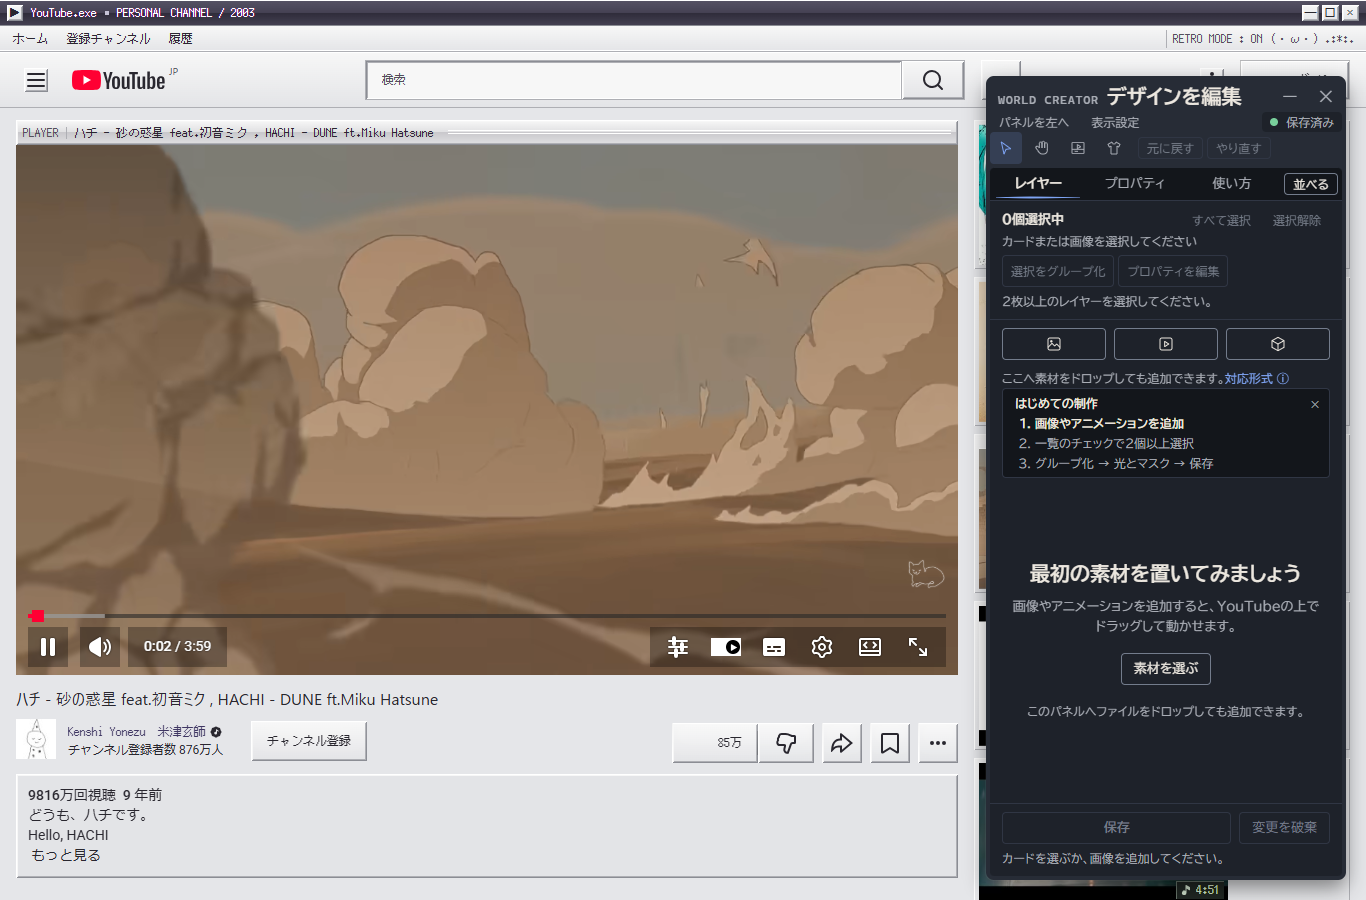 YouTube.exe ▪ PERSONAL CHANNEL / 2003
ホーム 登録チャンネル 履歴
RETRO MODE : ON (・ω・) .:*:.
YouTube JP
検索
PLAYER ハチ - 砂の惑星 feat.初音ミク , HACHI - DUNE ft.Miku Hatsune
0:02 / 3:59
ハチ - 砂の惑星 feat.初音ミク , HACHI - DUNE ft.Miku Hatsune
Kenshi Yonezu 米津玄師
チャンネル登録者数 876万人
チャンネル登録
85万
9816万回視聴 9 年前
どうも、ハチです。
Hello, HACHI
もっと見る
WORLD CREATOR デザインを編集
パネルを左へ 表示設定
保存済み
元に戻す やり直す
レイヤー プロパティ 使い方 並べる
0個選択中 すべて選択 選択解除
カードまたは画像を選択してください
選択をグループ化 プロパティを編集
2枚以上のレイヤーを選択してください。
ここへ素材をドロップしても追加できます。対応形式 ⓘ
はじめての制作
1. 画像やアニメーションを追加
2. 一覧のチェックで2個以上選択
3. グループ化 → 光とマスク → 保存
最初の素材を置いてみましょう
画像やアニメーションを追加すると、YouTubeの上で
ドラッグして動かせます。
素材を選ぶ
このパネルへファイルをドロップしても追加できます。
保存 変更を破棄
カードを選ぶか、画像を追加してください。
♪ 4:51